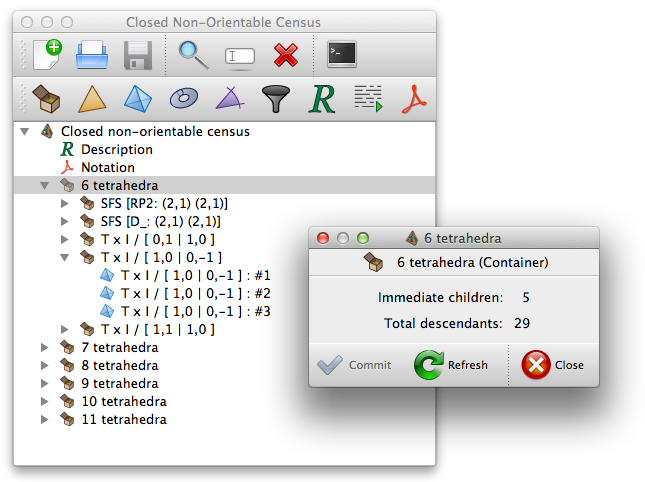 Closed Non-Orientable Census
Closed non-orientable census
R Description
Notation
6 tetrahedra
SFS [RP2: (2,1) (2,1)]
SFS [D_: (2,1) (2,1)]
T x I / [ 0,1 | 1,0 ]
T x I / [ 1,0 | 0,-1 ]
T x I / [ 1,0 | 0,-1 ] : #1
T x I / [ 1,0 | 0,-1 ] : #2
T x I / [ 1,0 | 0,-1 ] : #3
T x I / [ 1,1 | 1,0 ]
7 tetrahedra
8 tetrahedra
9 tetrahedra
10 tetrahedra
11 tetrahedra
6 tetrahedra
6 tetrahedra (Container)
Immediate children: 5
Total descendants: 29
Commit Refresh Close